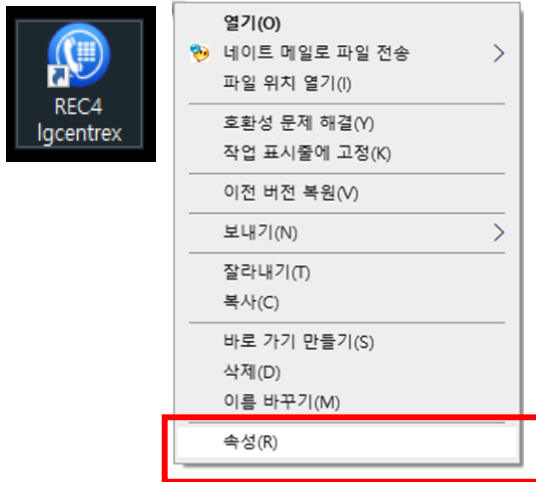 REC4
lgcentrex
열기(O)
네이트 메일로 파일 전송
파일 위치 열기(I)
호환성 문제 해결(Y)
작업 표시줄에 고정(K)
이전 버전 복원(V)
보내기(N)
잘라내기(T)
복사(C)
바로 가기 만들기(S)
삭제(D)
이름 바꾸기(M)
속성(R)